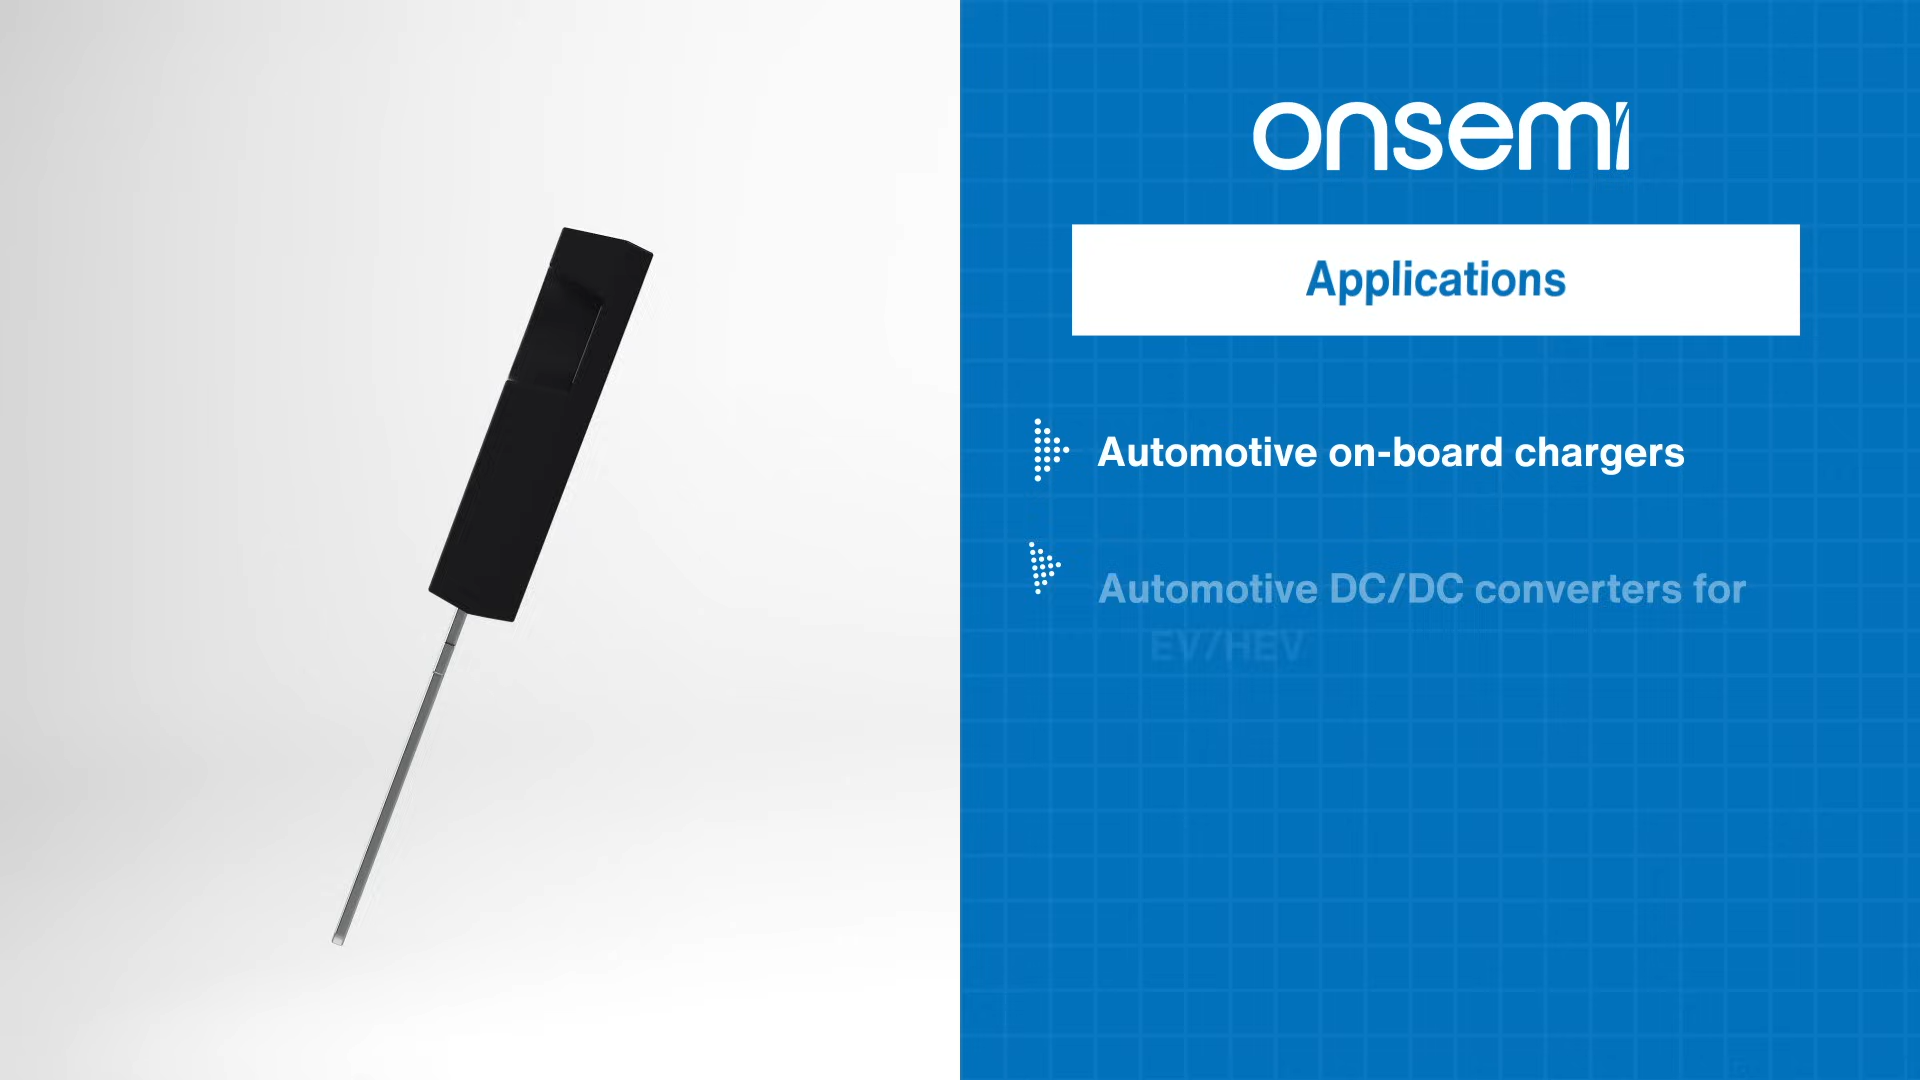 onsemi
Applications
Automotive on-board chargers
Automotive DC/DC converters for
EV/HEV